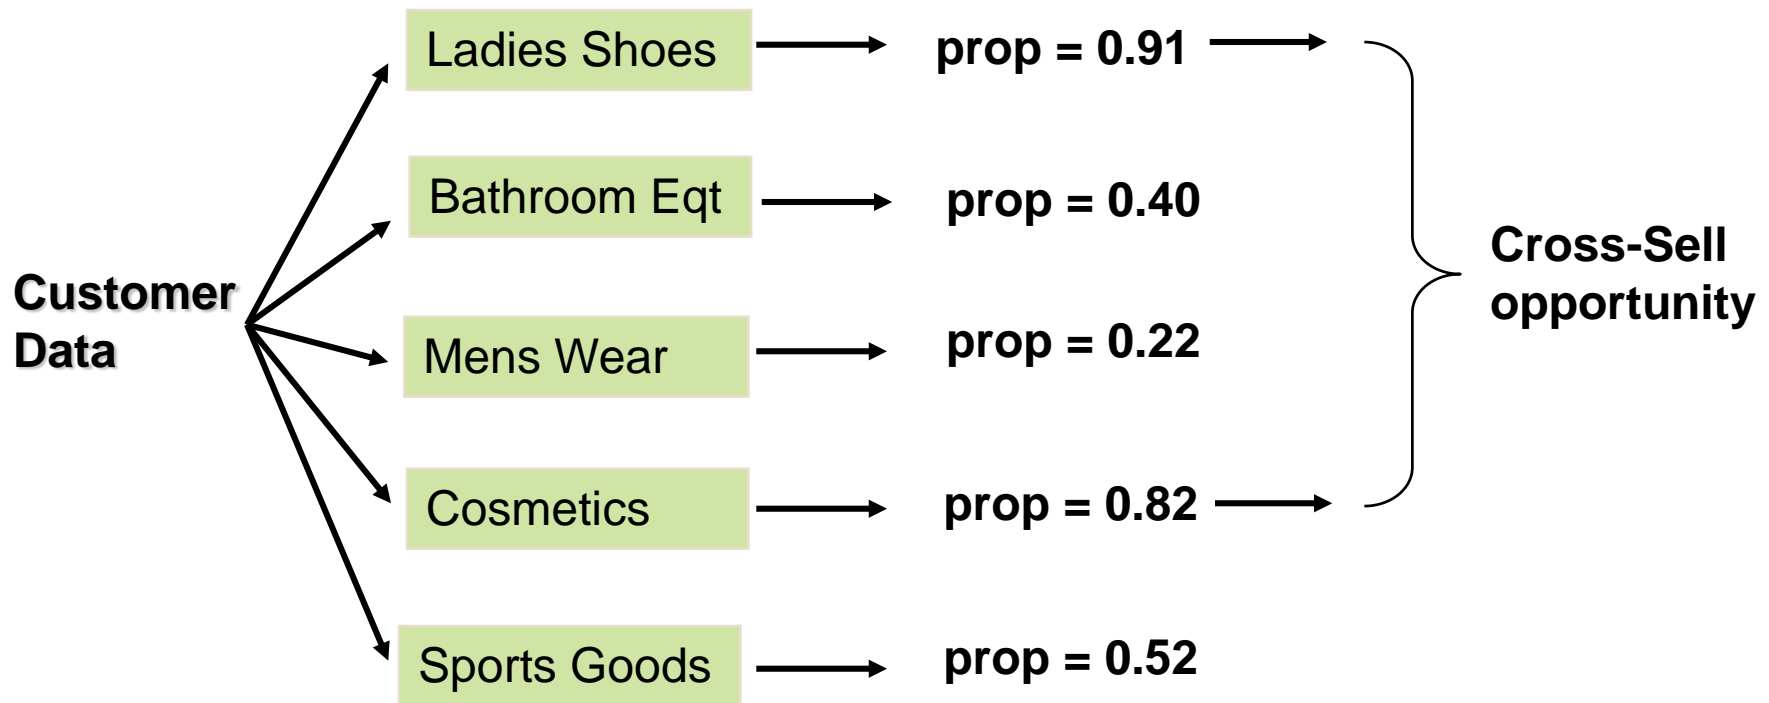 Customer
Data
Ladies Shoes
prop = 0.91
Bathroom Eqt
prop = 0.40
Mens Wear
prop = 0.22
Cosmetics
prop = 0.82
Sports Goods
prop = 0.52
Cross-Sell
opportunity